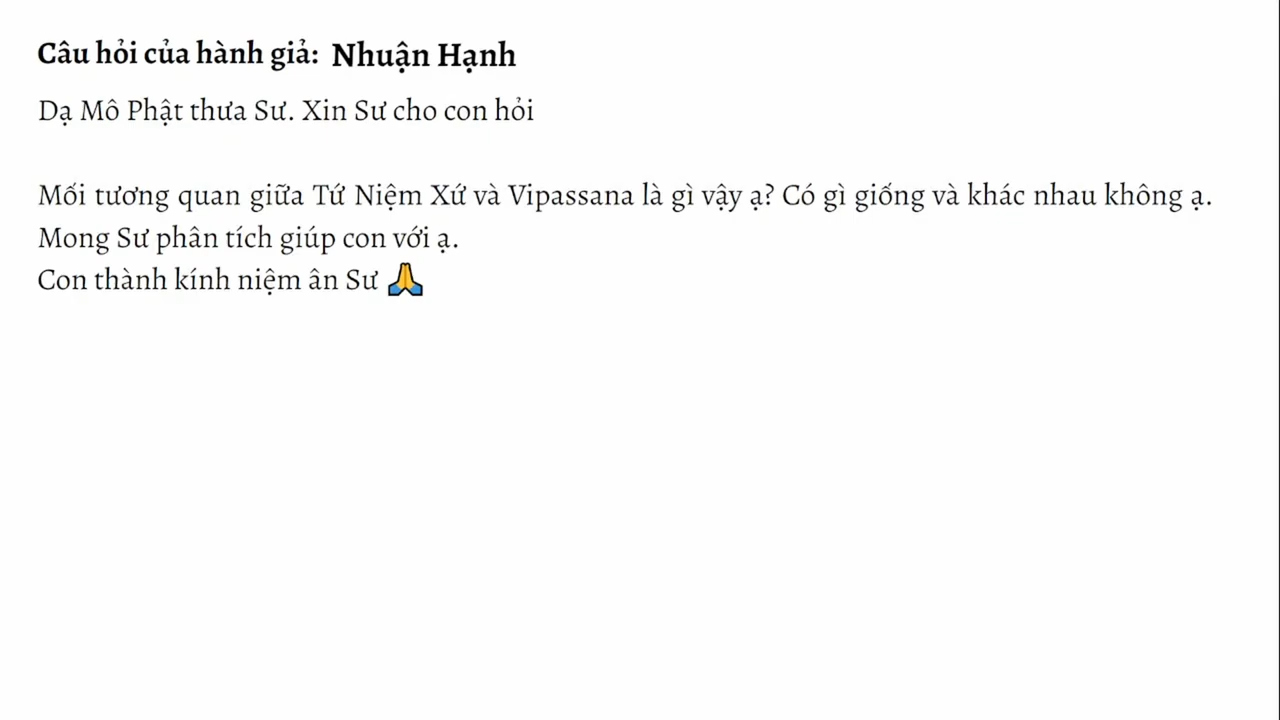 Câu hỏi của hành giả: Nhuận Hạnh
Dạ Mô Phật thưa Sư. Xin Sư cho con hỏi
Mối tương quan giữa Tứ Niệm Xứ và Vipassana là gì vậy ạ? Có gì giống và khác nhau không ạ.
Mong Sư phân tích giúp con với ạ.
Con thành kính niệm ân Sư 🙏